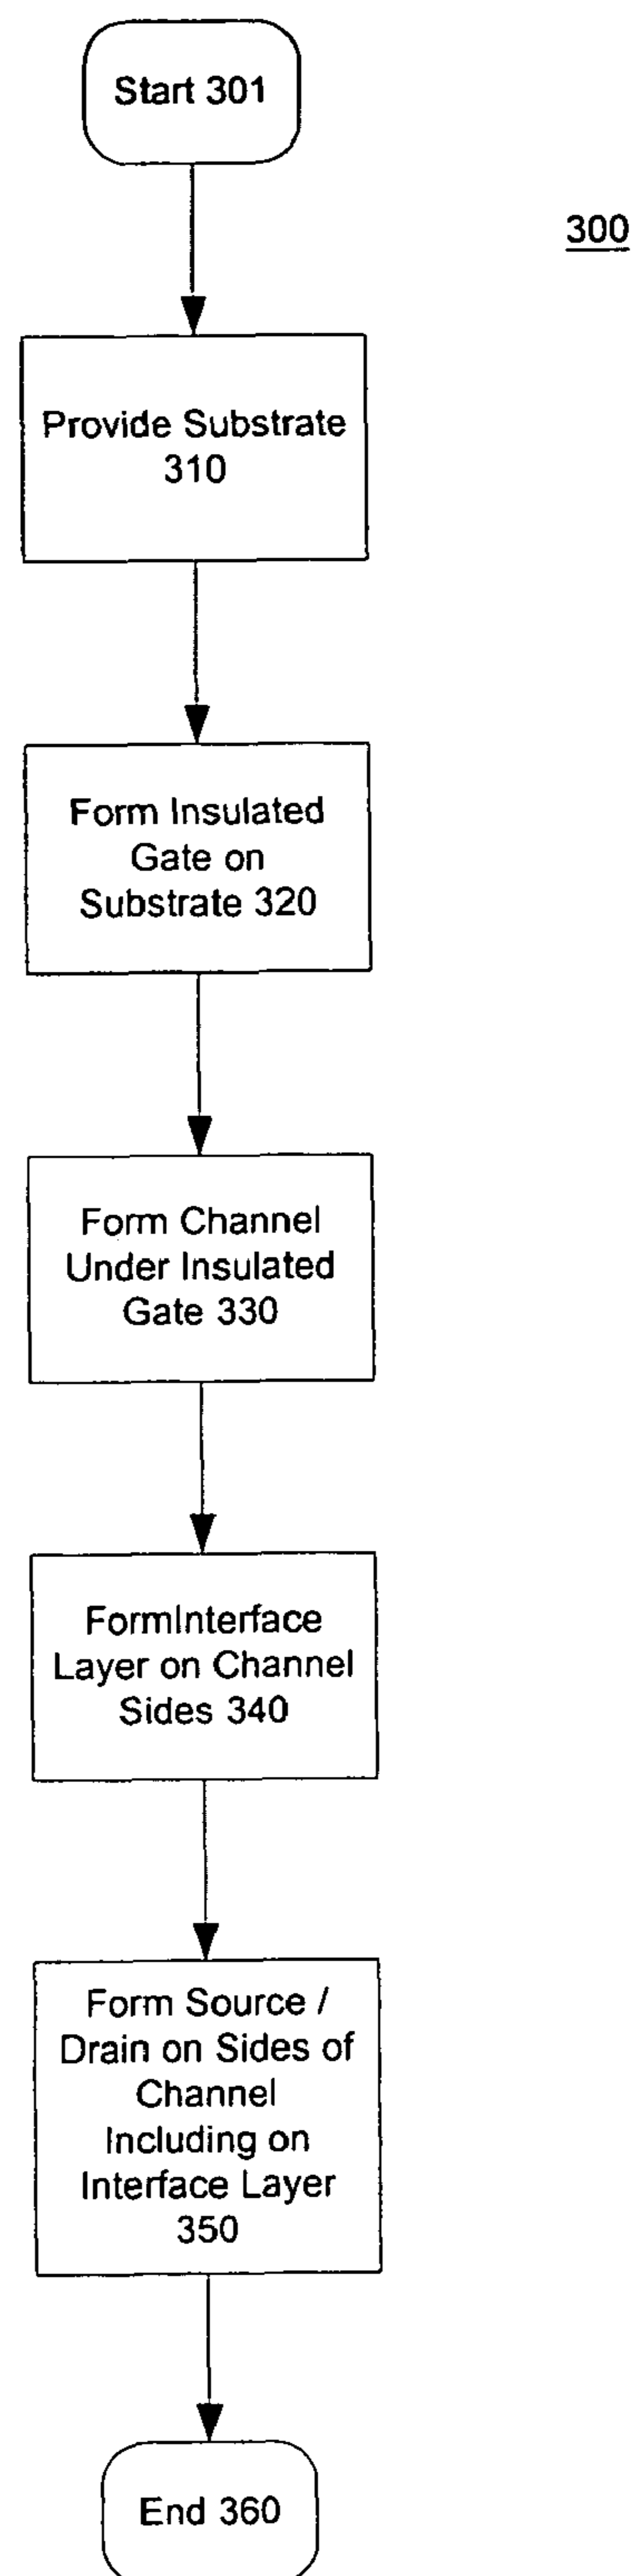 Start 301
300
Provide Substrate
310
Form Insulated
Gate on
Substrate 320
Form Channel
Under Insulated
Gate 330
FormInterface
Layer on Channel
Sides 340
Form Source /
Drain on Sides of
Channel
Including on
Interface Layer
350
End 360